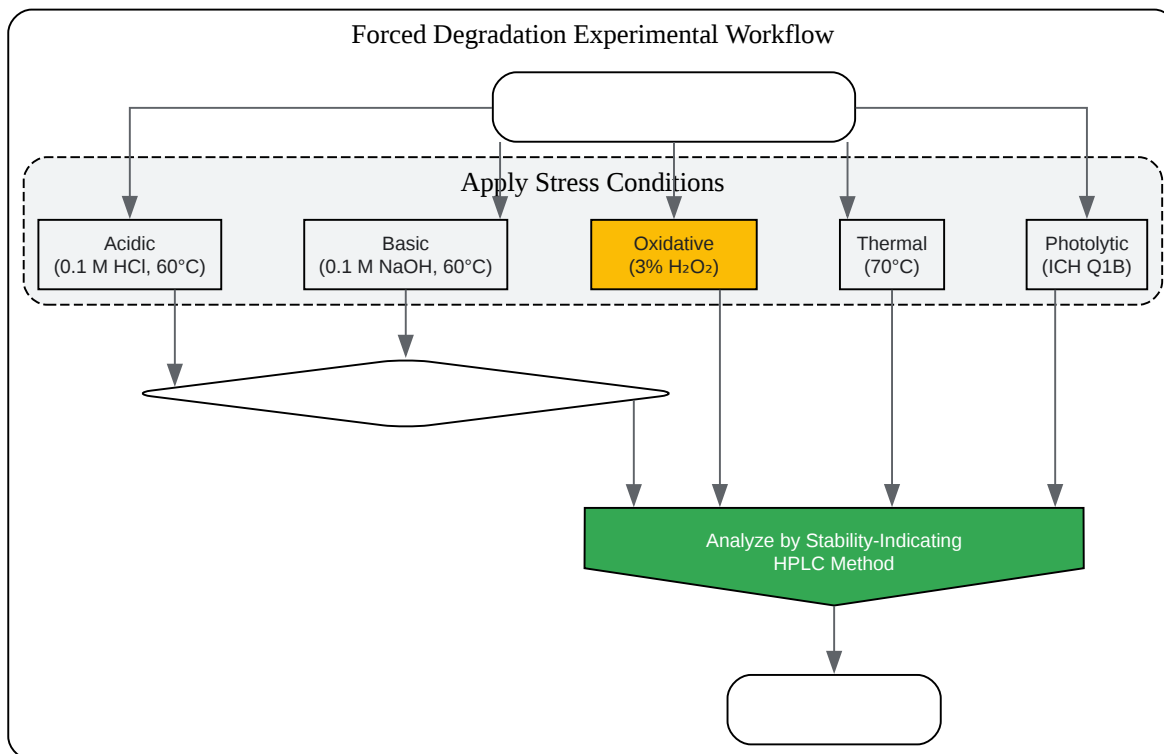 Forced Degradation Experimental Workflow
Apply Stress Conditions
Acidic
(0.1 M HCl, 60°C)
Basic
(0.1 M NaOH, 60°C)
Oxidative
(3% H₂O₂)
Thermal
(70°C)
Photolytic
(ICH Q1B)
Analyze by Stability-Indicating
HPLC Method